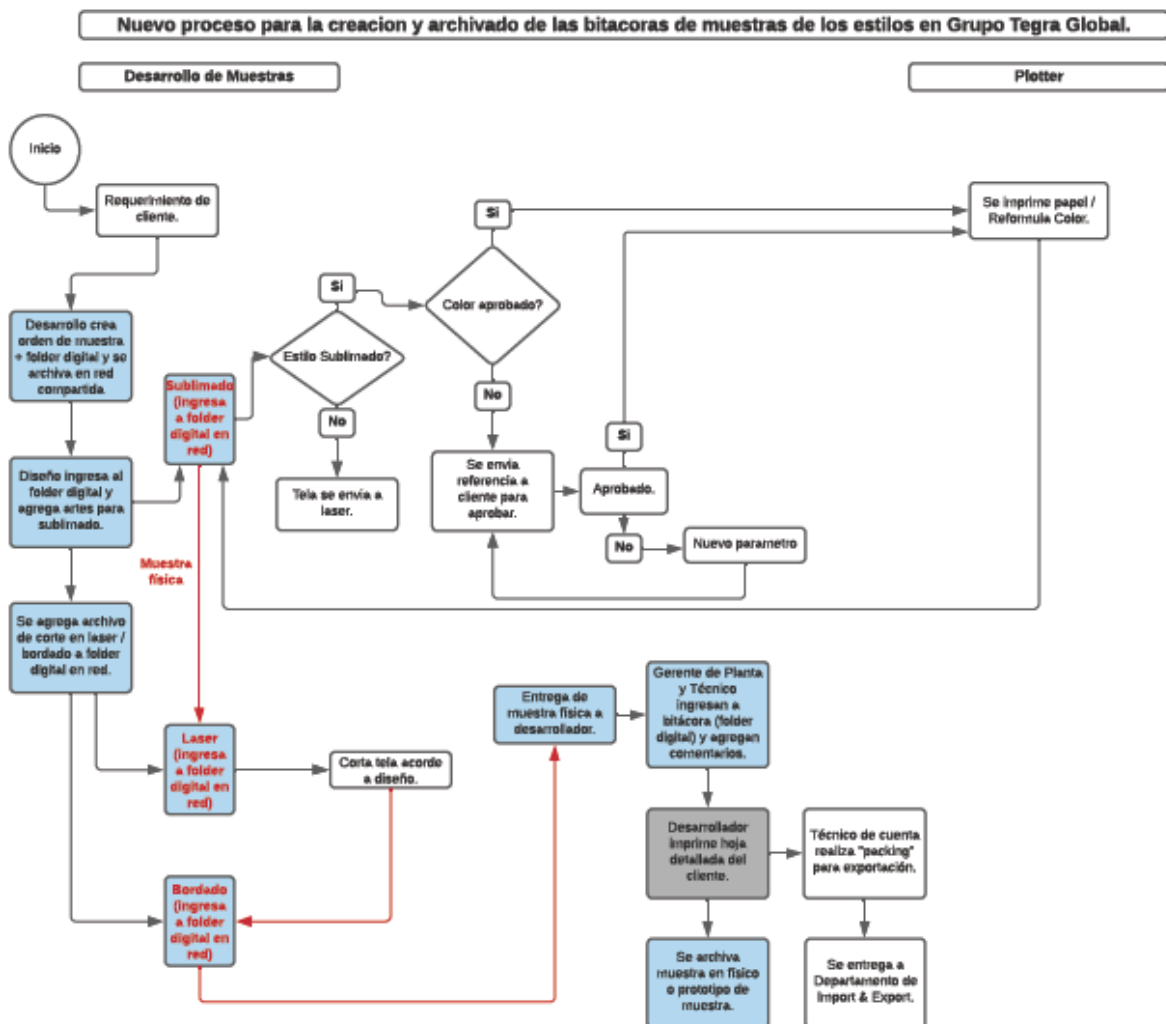 Nuevo proceso para la creacion y archivado de las bitacoras de muestras de los estilos en Grupo Tegra Global.
Desarrollo de Muestras
Plotter
Inicio
Requerimiento de
cliente.
Si
Se imprime papel /
Reformula Color.
Si
Color aprobado?
Desarrollo crea
orden de muestra
+ folder digital y se
archiva en red
compartida
Estilo Sublimado?
Sublimado
(ingresa
a folder
digital en
red)
No
No
Si
Diseño ingresa al
folder digital y
agrega artes para
sublimado.
Tela se envia a
laser.
Se envia
referencia a
cliente para
aprobar.
Aprobado.
No
Nuevo parametro
Muestra
física
Se agrega archivo
de corte en laser /
bordado a folder
digital en red.
Entrega de
muestra física a
desarrollador.
Gerente de Planta
y Técnico
ingresan a
bitácora (folder
digital) y agregan
comentarios.
Laser
(ingresa
a folder
digital en
red)
Corta tela acorde
a diseño.
Desarrollador
imprime hoja
detallada del
cliente.
Técnico de cuenta
realiza "packing"
para exportación.
Bordado
(ingresa
a folder
digital en
red)
Se archiva
muestra en físico
o prototipo de
muestra.
Se entrega a
Departamento de
Import & Export.